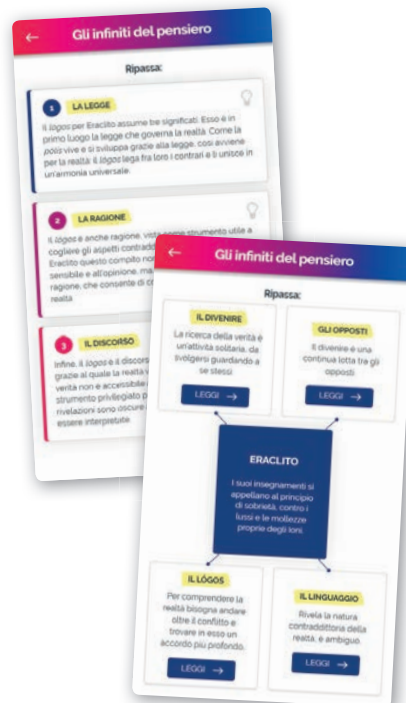 Gli infiniti del pensiero
Ripassa:
1 LA LEGGE
Il logos per Eraclito assume tre significati. Esso è in
primo luogo la legge che governa la realtà. Come la
polis vive e si sviluppa grazie alla legge, così avviene
per la realtà: il logos lega fra loro i contrari e li unisce in
un'armonia universale.
2 LA RAGIONE
Il logos è anche ragione, vista come strumento utile a
cogliere gli aspetti contradd
Eraclito questo compito non
sensibile e all'opinione, ma
ragione, che consente di c
realtà
3 IL DISCORSO
Infine, il logos è il discors
grazie al quale la realtà v
verità non è accessibile
strumento privilegiato p
rivelazioni sono oscure
essere interpretate.
Gli infiniti del pensiero
Ripassa:
IL DIVENIRE
La ricerca della verità è
un'attività solitaria, da
svolgersi guardando a
se stessi
LEGGI →
GLI OPPOSTI
Il divenire è una
continua lotta tra gli
opposti.
LEGGI →
ERACLITO
I suoi insegnamenti si
appellano al principio
di sobrietà, contro i
lussi e le mollezze
proprie degli Ioni.
IL LÓGOS
Per comprendere la
realtà bisogna andare
oltre il conflitto e
trovare in esso un
accordo più profondo.
LEGGI →
IL LINGUAGGIO
Rivela la natura
contraddittoria della
realtà, è ambiguo.
LEGGI →